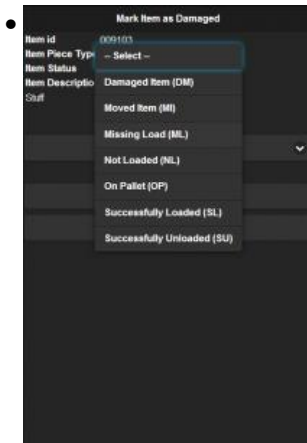 Mark Item as Damaged
Item id 009103
Item Piece Type
Item Status
Item Descriptio
Stuff
-- Select --
Damaged Item (DM)
Moved Item (MI)
Missing Load (ML)
Not Loaded (NL)
On Pallet (OP)
Successfully Loaded (SL)
Successfully Unloaded (SU)